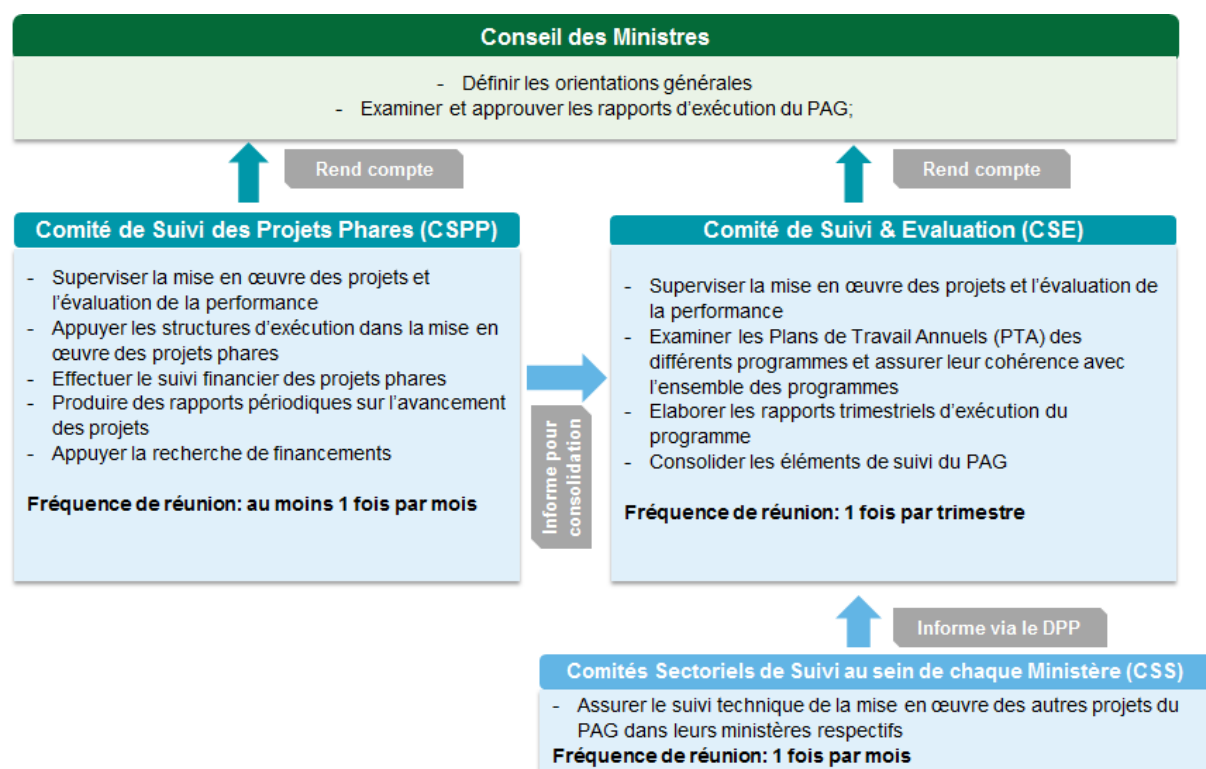 Conseil des Ministres
- Définir les orientations générales
- Examiner et approuver les rapports d'exécution du PAG;
Rend compte
Rend compte
Comité de Suivi des Projets Phares (CSPP)
- Superviser la mise en œuvre des projets et
l'évaluation de la performance
- Appuyer les structures d'exécution dans la mise en
œuvre des projets phares
- Effectuer le suivi financier des projets phares
- Produire des rapports périodiques sur l'avancement
des projets
- Appuyer la recherche de financements
Fréquence de réunion: au moins 1 fois par mois
Informe pour
consolidation
Comité de Suivi & Evaluation (CSE)
- Superviser la mise en œuvre des projets et l'évaluation de
la performance
- Examiner les Plans de Travail Annuels (PTA) des
différents programmes et assurer leur cohérence avec
l'ensemble des programmes
- Elaborer les rapports trimestriels d'exécution du
programme
- Consolider les éléments de suivi du PAG
Fréquence de réunion: 1 fois par trimestre
Informe via le DPP
Comités Sectoriels de Suivi au sein de chaque Ministère (CSS)
- Assurer le suivi technique de la mise en œuvre des autres projets du
PAG dans leurs ministères respectifs
Fréquence de réunion: 1 fois par mois